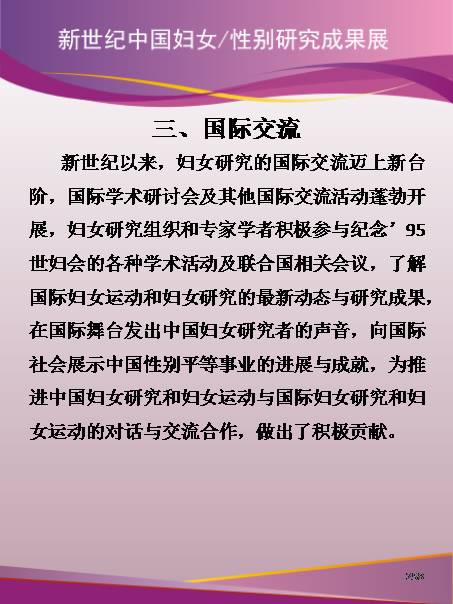 新世纪中国妇女/性别研究成果展
三、国际交流
新世纪以来，妇女研究的国际交流迈上新台
阶，国际学术研讨会及其他国际交流活动蓬勃开
展，妇女研究组织和专家学者积极参与纪念’95
世妇会的各种学术活动及联合国相关会议，了解
国际妇女运动和妇女研究的最新动态与研究成果，
在国际舞台发出中国妇女研究者的声音，向国际
社会展示中国性别平等事业的进展与成就，为推
进中国妇女研究和妇女运动与国际妇女研究和妇
女运动的对话与交流合作，做出了积极贡献。